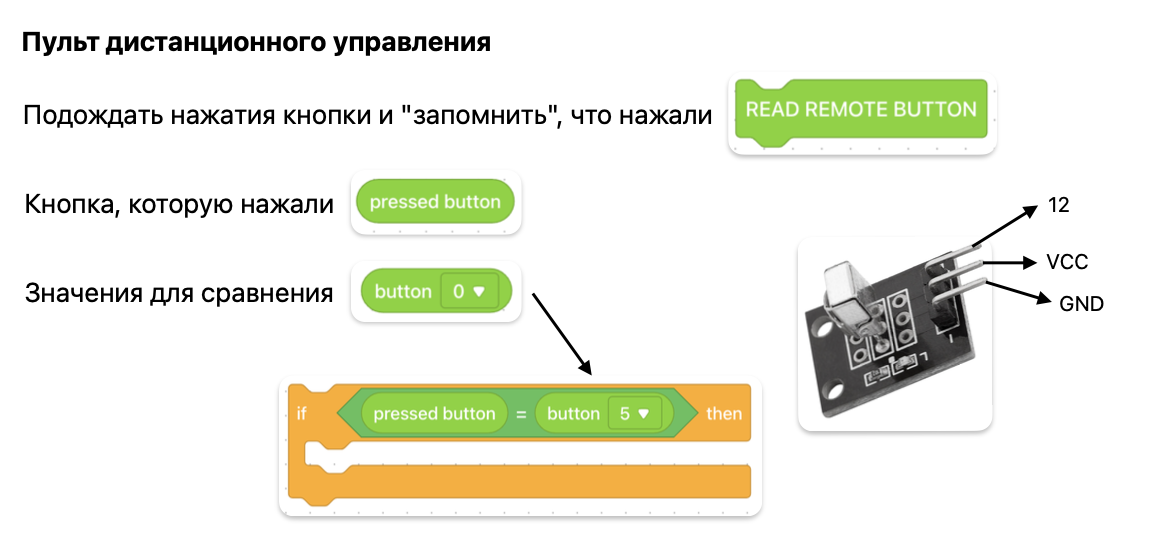 Пульт дистанционного управления
Подождать нажатия кнопки и "запомнить", что нажали
READ REMOTE BUTTON
Кнопка, которую нажали
pressed button
12
VCC
GND
Значения для сравнения
button 0
if pressed button = button 5 then